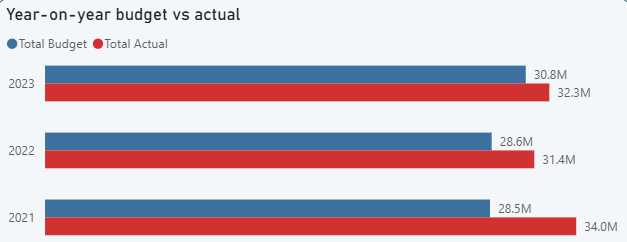 Year-on-year budget vs actual
Total Budget Total Actual
2023 30.8M
32.3M
2022 28.6M
31.4M
2021 28.5M
34.0M